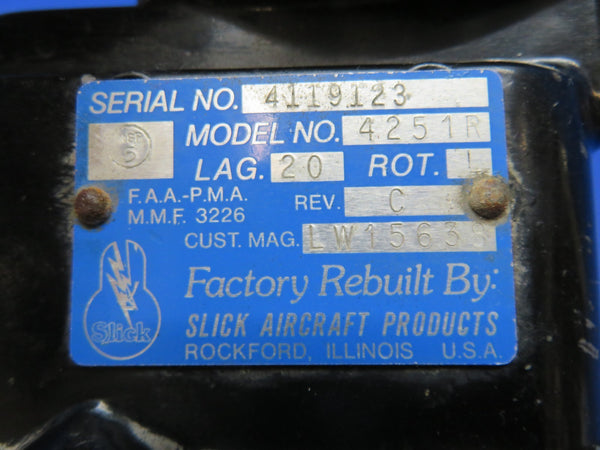 SERIAL NO. 4119123
MODEL NO. 4251R
LAG. 20 ROT. L
F.A.A.-P.M.A.
M.M.F. 3226
REV. C
CUST. MAG. LW15638
Slick
Factory Rebuilt By:
SLICK AIRCRAFT PRODUCTS
ROCKFORD, ILLINOIS U.S.A.